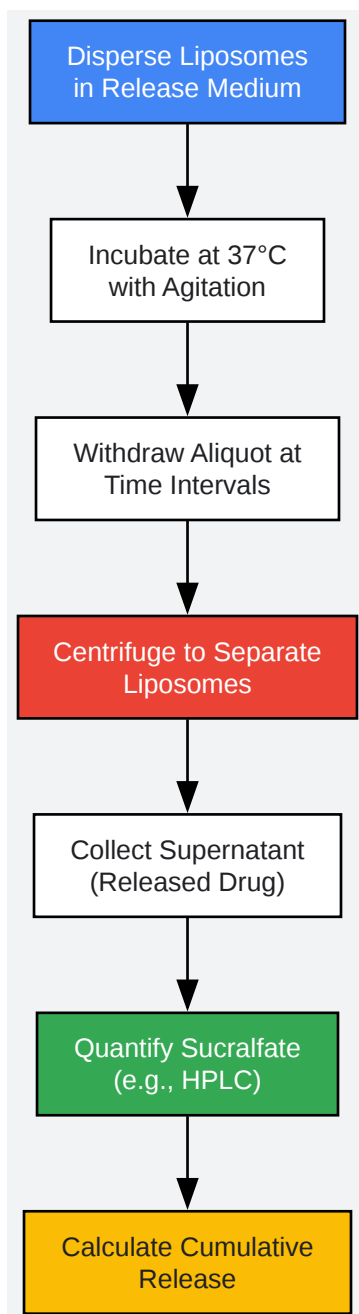 Disperse Liposomes
in Release Medium
Incubate at 37°C
with Agitation
Withdraw Aliquot at
Time Intervals
Centrifuge to Separate
Liposomes
Collect Supernatant
(Released Drug)
Quantify Sucralfate
(e.g., HPLC)
Calculate Cumulative
Release